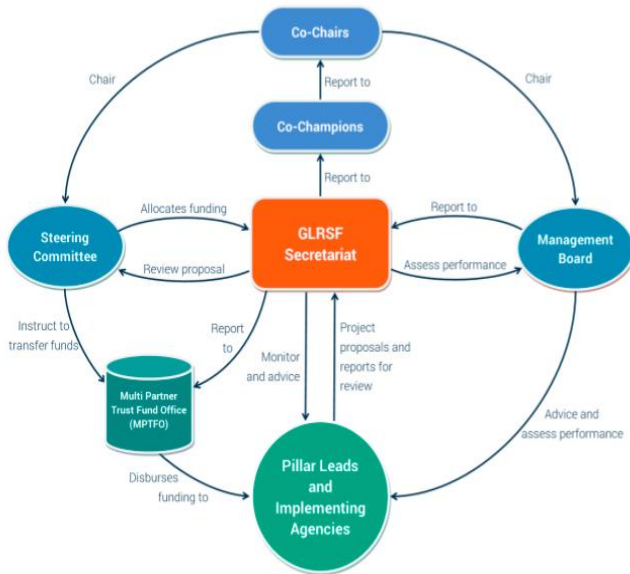 Co-Chairs
Chair
Chair
Report to
Co-Champions
Report to
Allocates funding
Report to
Steering
Committee
GLRSF
Secretariat
Management
Board
Review proposal
Assess performance
Instruct to
transfer funds
Report
to
Monitor
and advice
Project
proposals and
reports for
review
Multi Partner
Trust Fund Office
(MPTFO)
Advice and
assess performance
Disburses
funding to
Pillar Leads
and
Implementing
Agencies